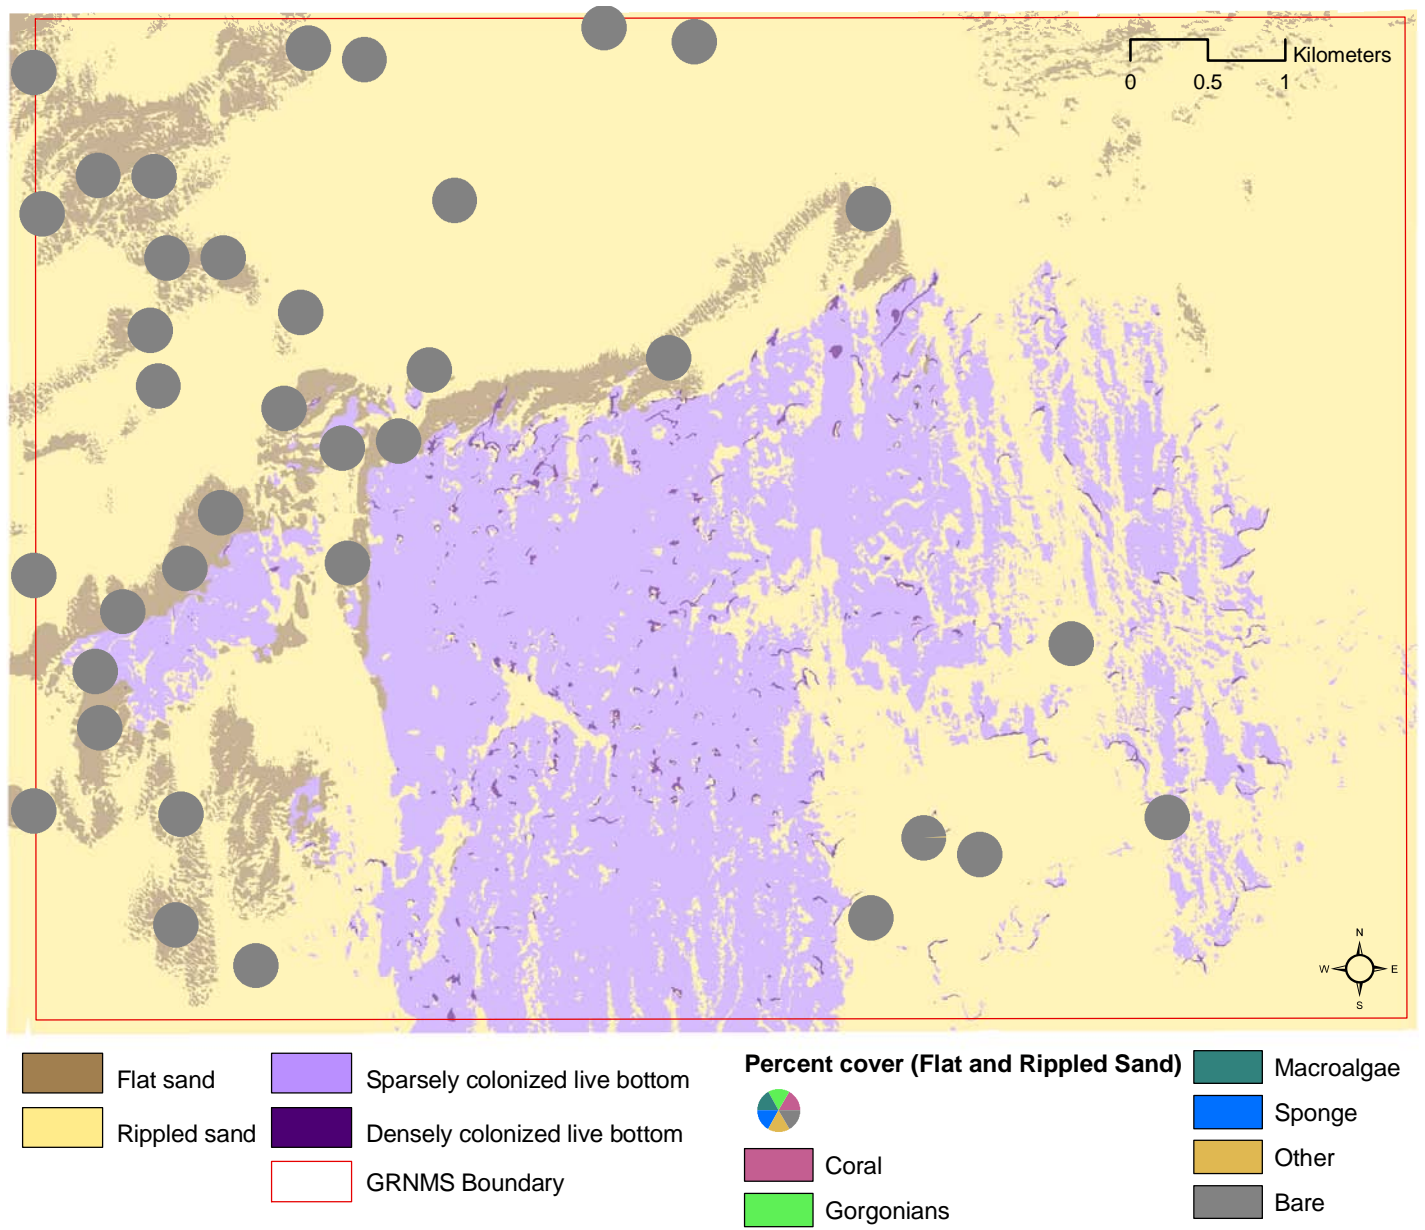 Kilometers
0 0.5 1
N
W E
S
Flat sand
Rippled sand
Sparsely colonized live bottom
Densely colonized live bottom
GRNMS Boundary
Percent cover (Flat and Rippled Sand)
Coral
Gorgonians
Macroalgae
Sponge
Other
Bare